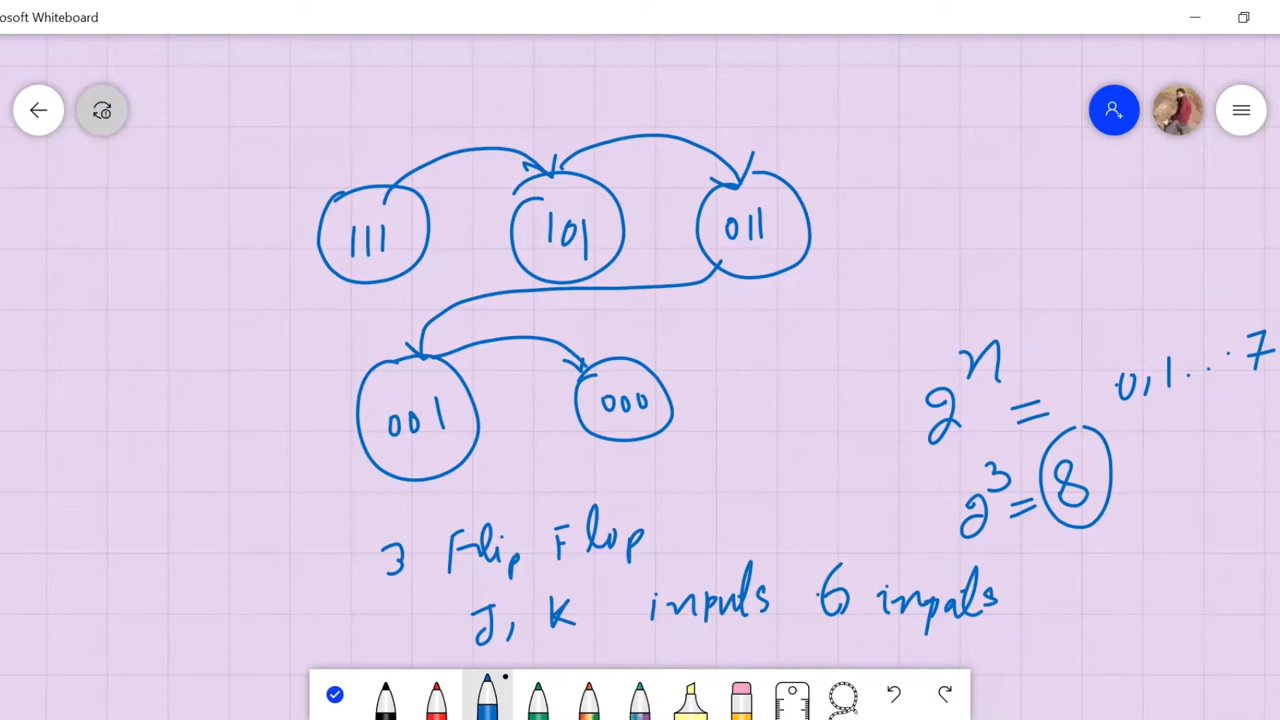 osoft Whiteboard
111 101 011
001 000
2^n = 0, 1 . . . 7
2^3 = 8
3 Flip Flop
J, K inputs 6 inputs